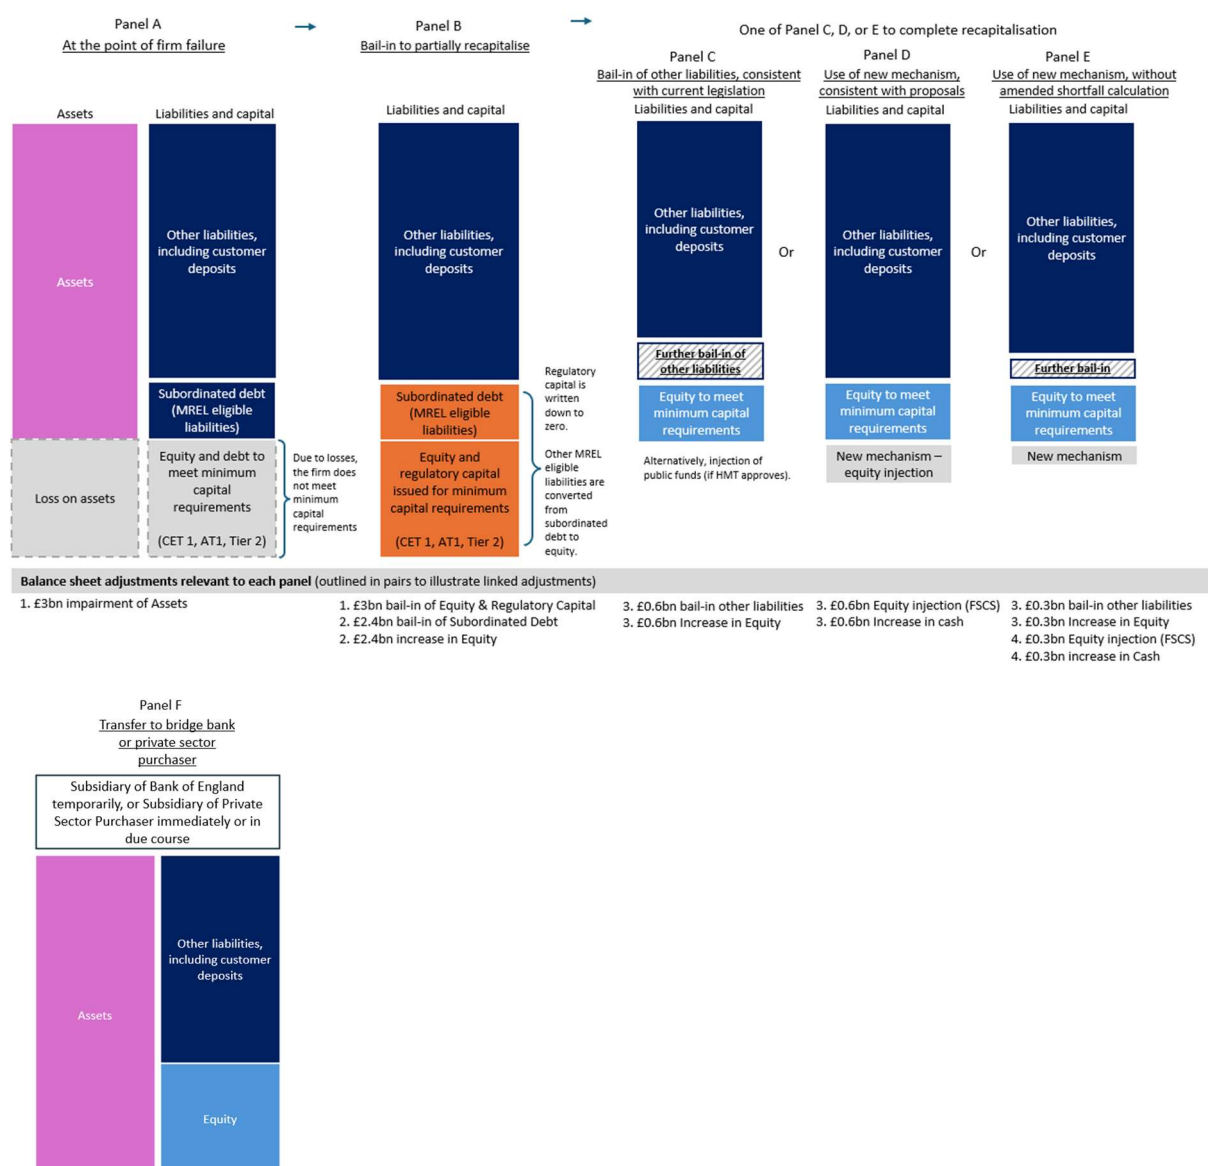 Panel A
At the point of firm failure
Panel B
Bail-in to partially recapitalise
One of Panel C, D, or E to complete recapitalisation
Panel C
Bail-in of other liabilities, consistent
with current legislation
Panel D
Use of new mechanism,
consistent with proposals
Panel E
Use of new mechanism, without
amended shortfall calculation
Assets
Liabilities and capital
Liabilities and capital
Liabilities and capital
Liabilities and capital
Liabilities and capital
Assets
Other liabilities,
including customer
deposits
Subordinated debt
(MREL eligible
liabilities)
Loss on assets
Equity and debt to
meet minimum
capital
requirements
(CET 1, AT1, Tier 2)
Due to losses,
the firm does
not meet
minimum
capital
requirements
Other liabilities,
including customer
deposits
Subordinated debt
(MREL eligible
liabilities)
Equity and
regulatory capital
issued for minimum
capital requirements
(CET 1, AT1, Tier 2)
Regulatory
capital is
written
down to
zero.
Other MREL
eligible
liabilities are
converted
from
subordinated
debt to
equity.
Other liabilities,
including customer
deposits
Further bail-in of
other liabilities
Equity to meet
minimum capital
requirements
Alternatively, injection of
public funds (if HMT approves).
Or
Other liabilities,
including customer
deposits
Equity to meet
minimum capital
requirements
New mechanism –
equity injection
Or
Other liabilities,
including customer
deposits
Further bail-in
Equity to meet
minimum capital
requirements
New mechanism
Balance sheet adjustments relevant to each panel (outlined in pairs to illustrate linked adjustments)
1. £3bn impairment of Assets
1. £3bn bail-in of Equity & Regulatory Capital
2. £2.4bn bail-in of Subordinated Debt
2. £2.4bn increase in Equity
3. £0.6bn bail-in other liabilities
3. £0.6bn Increase in Equity
3. £0.6bn Equity injection (FSCS)
3. £0.6bn Increase in cash
3. £0.3bn bail-in other liabilities
3. £0.3bn Increase in Equity
4. £0.3bn Equity injection (FSCS)
4. £0.3bn increase in Cash
Panel F
Transfer to bridge bank
or private sector
purchaser
Subsidiary of Bank of England
temporarily, or Subsidiary of Private
Sector Purchaser immediately or in
due course
Assets
Other liabilities,
including customer
deposits
Equity